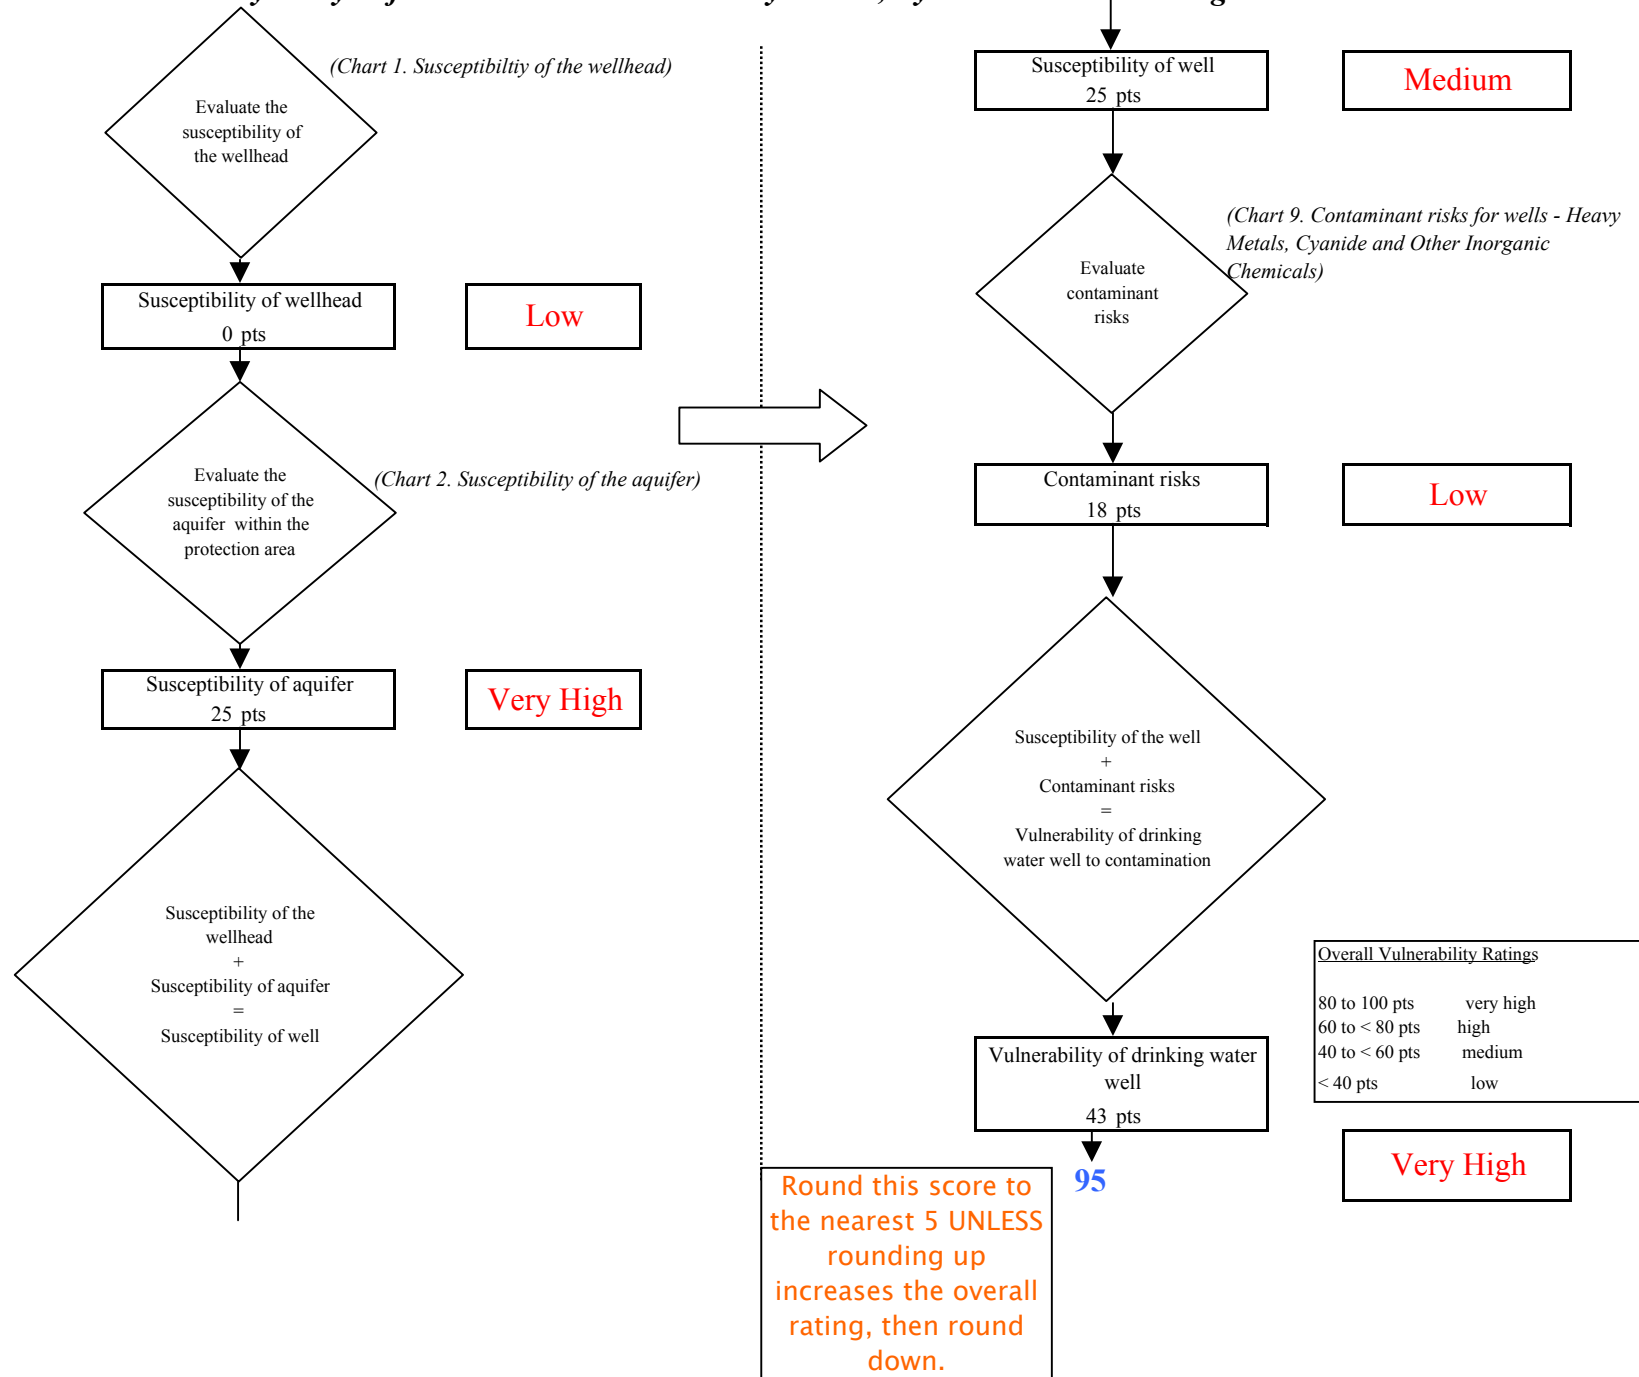 (Chart 1. Susceptibiltiy of the wellhead)
Evaluate the
susceptibility of
the wellhead
Susceptibility of wellhead
0 pts
Low
Evaluate the
susceptibility of the
aquifer within the
protection area
(Chart 2. Susceptibility of the aquifer)
Susceptibility of aquifer
25 pts
Very High
Susceptibility of the
wellhead
+
Susceptibility of aquifer
=
Susceptibility of well
Susceptibility of well
25 pts
Medium
(Chart 9. Contaminant risks for wells - Heavy
Metals, Cyanide and Other Inorganic
Chemicals)
Evaluate
contaminant
risks
Contaminant risks
18 pts
Low
Susceptibility of the well
+
Contaminant risks
=
Vulnerability of drinking
water well to contamination
Overall Vulnerability Ratings
80 to 100 pts very high
60 to < 80 pts high
40 to < 60 pts medium
< 40 pts low
Vulnerability of drinking water
well
43 pts
Very High
95
Round this score to
the nearest 5 UNLESS
rounding up
increases the overall
rating, then round
down.